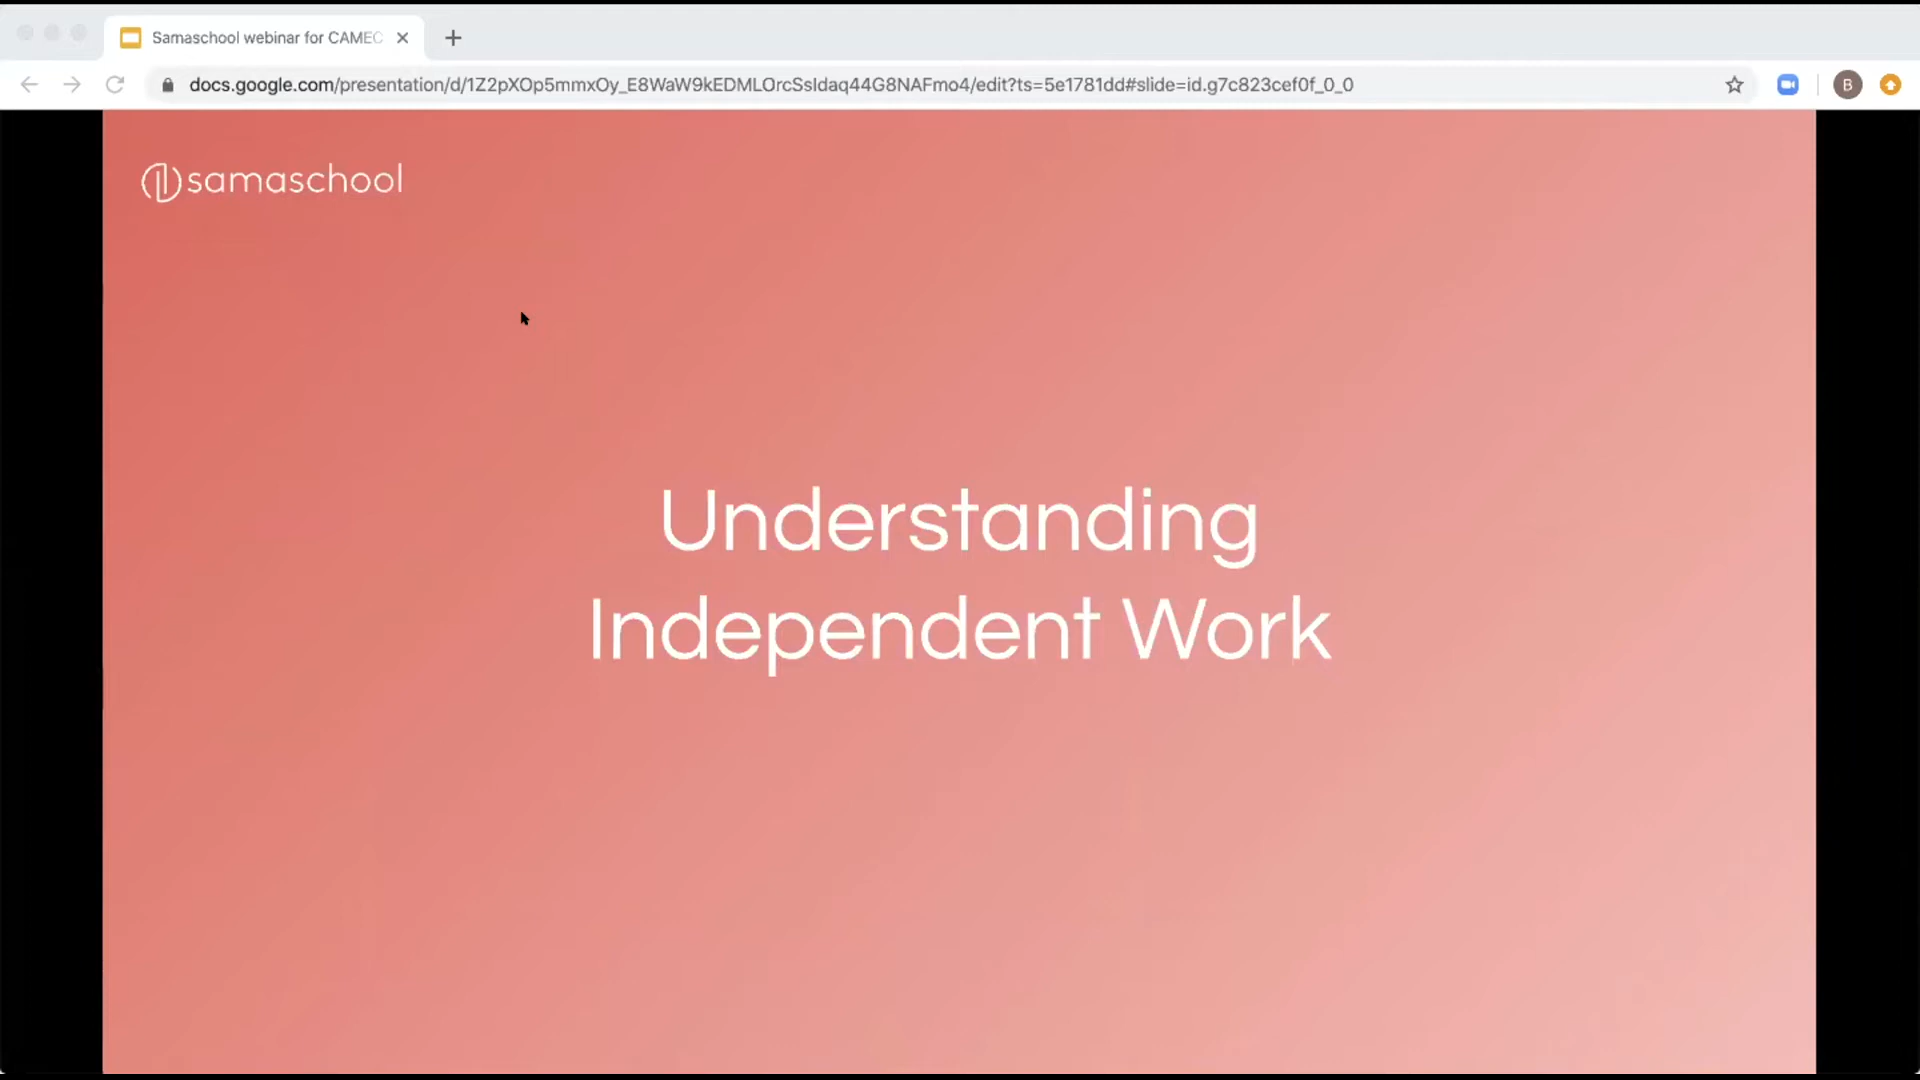 Samaschool webinar for CAMEC
docs.google.com/presentation/d/1Z2pXOp5mmxOy_E8WaW9kEDMLOrcSsIdaq44G8NAFmo4/edit?ts=5e1781dd#slide=id.g7c823cef0f_0_0
B
samaschool
Understanding
Independent Work